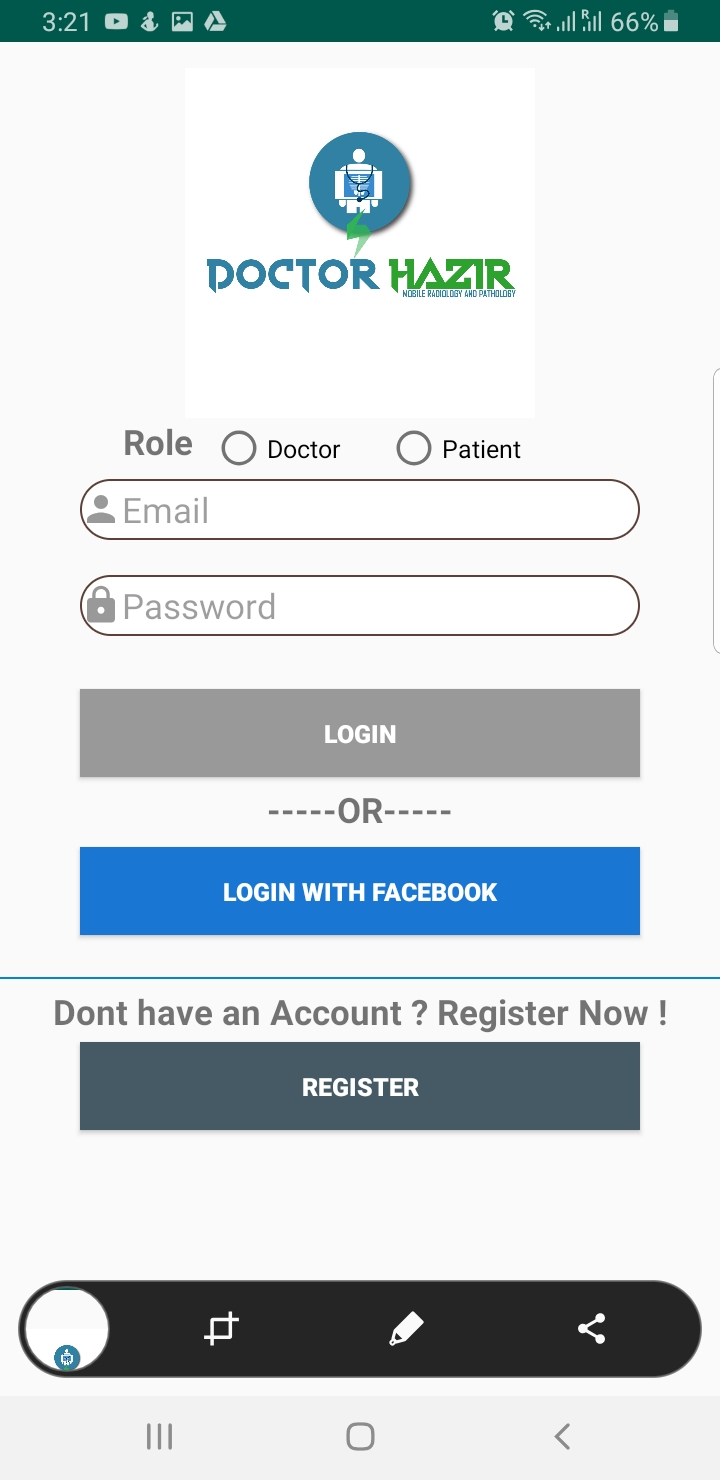 3:21 R 66%
DOCTOR HAZIR
MOBILE RADIOLOGY AND PATHOLOGY
Role Doctor Patient
Email
Password
LOGIN
-----OR-----
LOGIN WITH FACEBOOK
Dont have an Account ? Register Now !
REGISTER